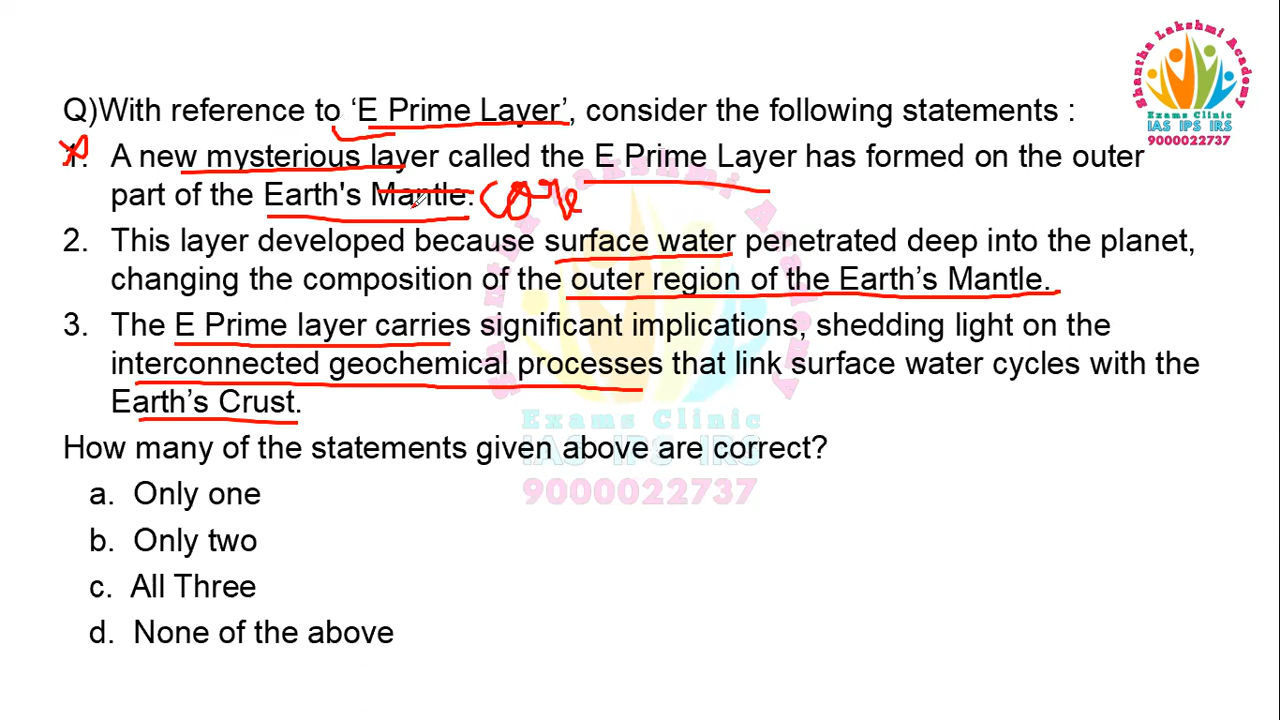 Shantha Lakshmi Academy
Exams Clinic
IAS IPS IRS
9000022737
Q)With reference to ‘E Prime Layer’, consider the following statements :
1. A new mysterious layer called the E Prime Layer has formed on the outer
part of the Earth's Mantle. core
2. This layer developed because surface water penetrated deep into the planet,
changing the composition of the outer region of the Earth’s Mantle.
3. The E Prime layer carries significant implications, shedding light on the
interconnected geochemical processes that link surface water cycles with the
Earth’s Crust.
How many of the statements given above are correct?
a. Only one
b. Only two
c. All Three
d. None of the above
Shantha Lakshmi Academy
Exams Clinic
IAS IPS IRS
9000022737